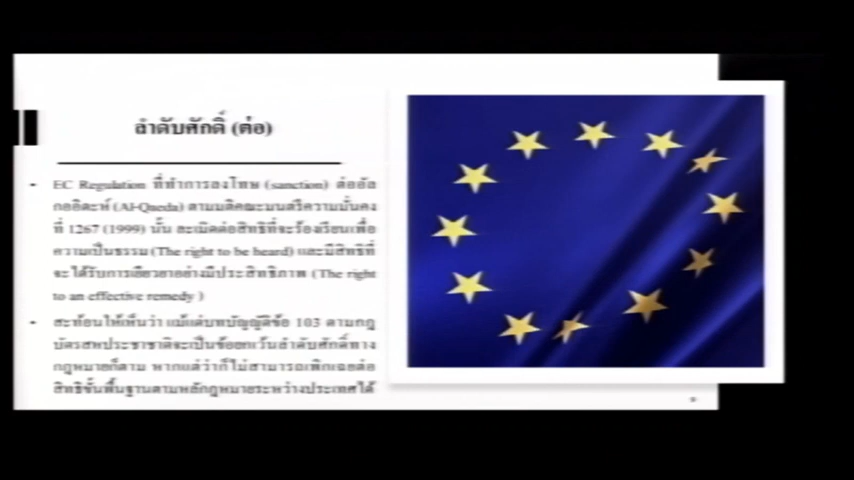 ลำดับศักดิ์ (ต่อ)
• EC Regulation ที่ทำการลงโทษ (sanction) ต่ออัล
กออิดะห์ (Al-Qaeda) ตามมติคณะมนตรีความมั่นคง
ที่ 1267 (1999) นั้น ละเมิดต่อสิทธิที่จะร้องเรียนเพื่อ
ความเป็นธรรม (The right to be heard) และมีสิทธิที่
จะได้รับการเยียวยาอย่างมีประสิทธิภาพ (The right
to an effective remedy )
• สะท้อนให้เห็นว่า แม้แต่บทบัญญัติข้อ 103 ตามกฎ
บัตรสหประชาชาติจะเป็นข้อยกเว้นลำดับศักดิ์ทาง
กฎหมายก็ตาม หากแต่ว่าก็ไม่สามารถเพิกเฉยต่อ
สิทธิขั้นพื้นฐานตามหลักกฎหมายระหว่างประเทศได้